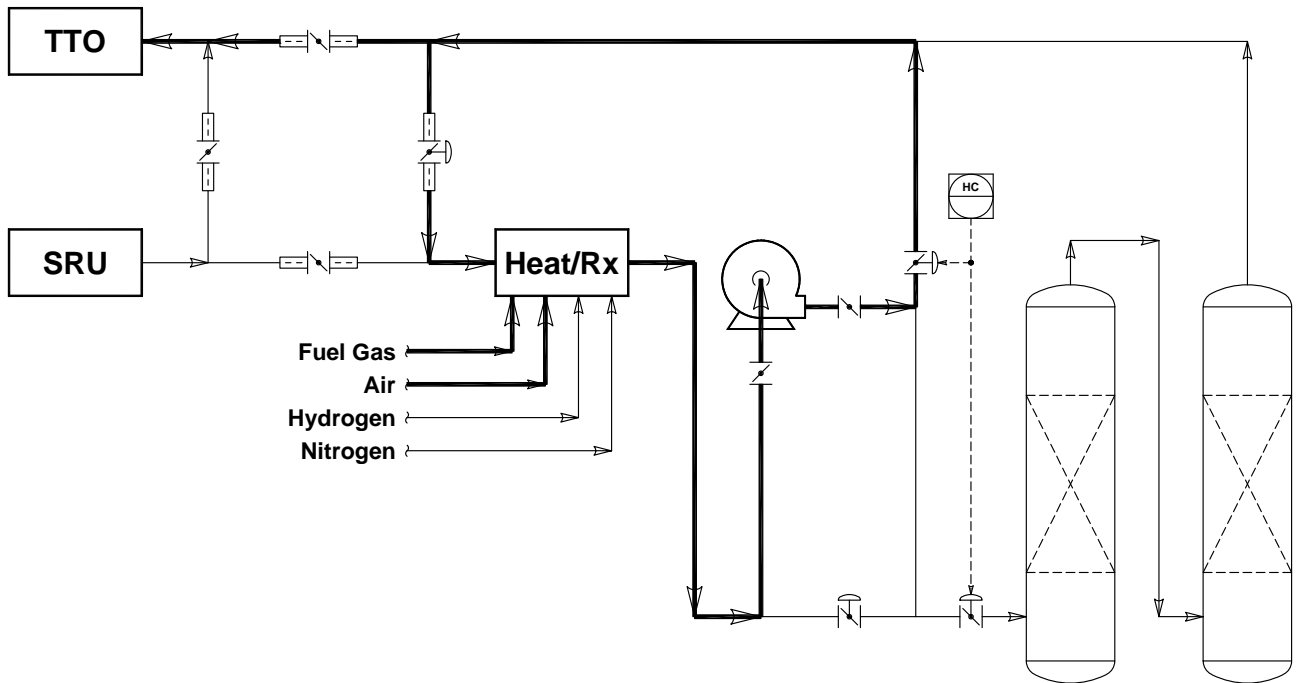 TTO
HC
SRU
Heat/Rx
Fuel Gas
Air
Hydrogen
Nitrogen